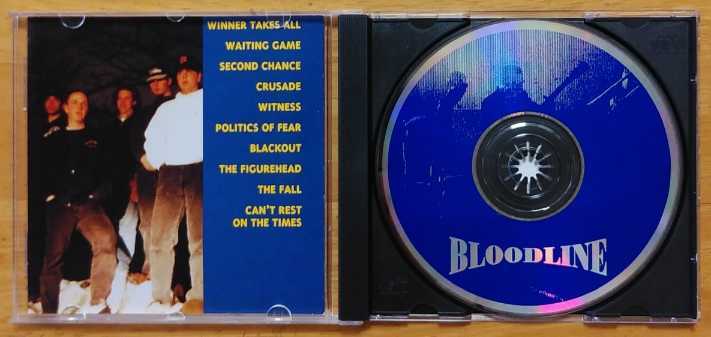 WINNER TAKES ALL
WAITING GAME
SECOND CHANCE
CRUSADE
WITNESS
POLITICS OF FEAR
BLACKOUT
THE FIGUREHEAD
THE FALL
CAN'T REST
ON THE TIMES
BLOODLINE